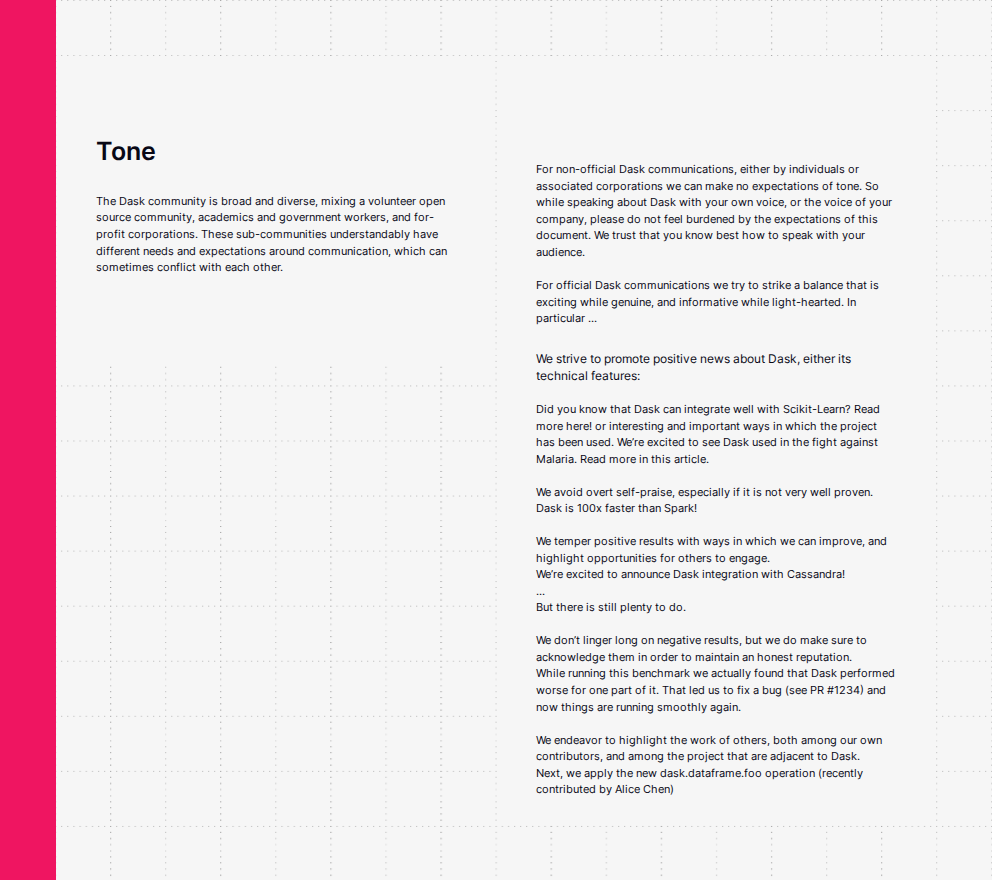 Tone
The Dask community is broad and diverse, mixing a volunteer open
source community, academics and government workers, and for-
profit corporations. These sub-communities understandably have
different needs and expectations around communication, which can
sometimes conflict with each other.
For non-official Dask communications, either by individuals or
associated corporations we can make no expectations of tone. So
while speaking about Dask with your own voice, or the voice of your
company, please do not feel burdened by the expectations of this
document. We trust that you know best how to speak with your
audience.
For official Dask communications we try to strike a balance that is
exciting while genuine, and informative while light-hearted. In
particular ...
We strive to promote positive news about Dask, either its
technical features:
Did you know that Dask can integrate well with Scikit-Learn? Read
more here! or interesting and important ways in which the project
has been used. We’re excited to see Dask used in the fight against
Malaria. Read more in this article.
We avoid overt self-praise, especially if it is not very well proven.
Dask is 100x faster than Spark!
We temper positive results with ways in which we can improve, and
highlight opportunities for others to engage.
We’re excited to announce Dask integration with Cassandra!
...
But there is still plenty to do.
We don’t linger long on negative results, but we do make sure to
acknowledge them in order to maintain an honest reputation.
While running this benchmark we actually found that Dask performed
worse for one part of it. That led us to fix a bug (see PR #1234) and
now things are running smoothly again.
We endeavor to highlight the work of others, both among our own
contributors, and among the project that are adjacent to Dask.
Next, we apply the new dask.dataframe.foo operation (recently
contributed by Alice Chen)